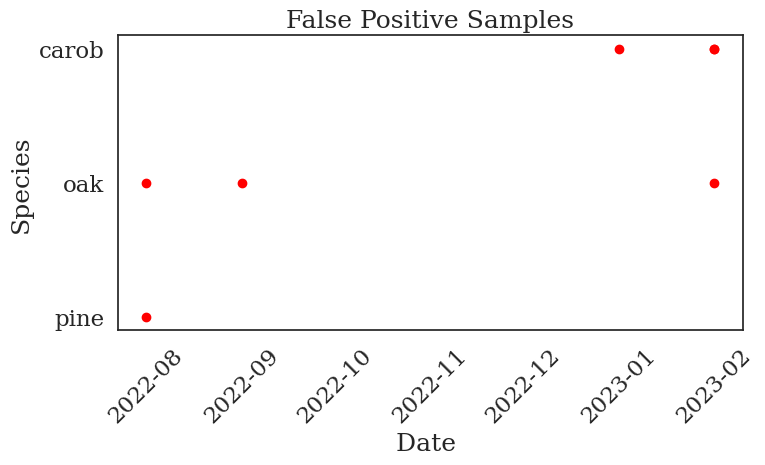 False Positive Samples
carob
oak
pine
Species
2022-08
2022-09
2022-10
2022-11
2022-12
2023-01
2023-02
Date